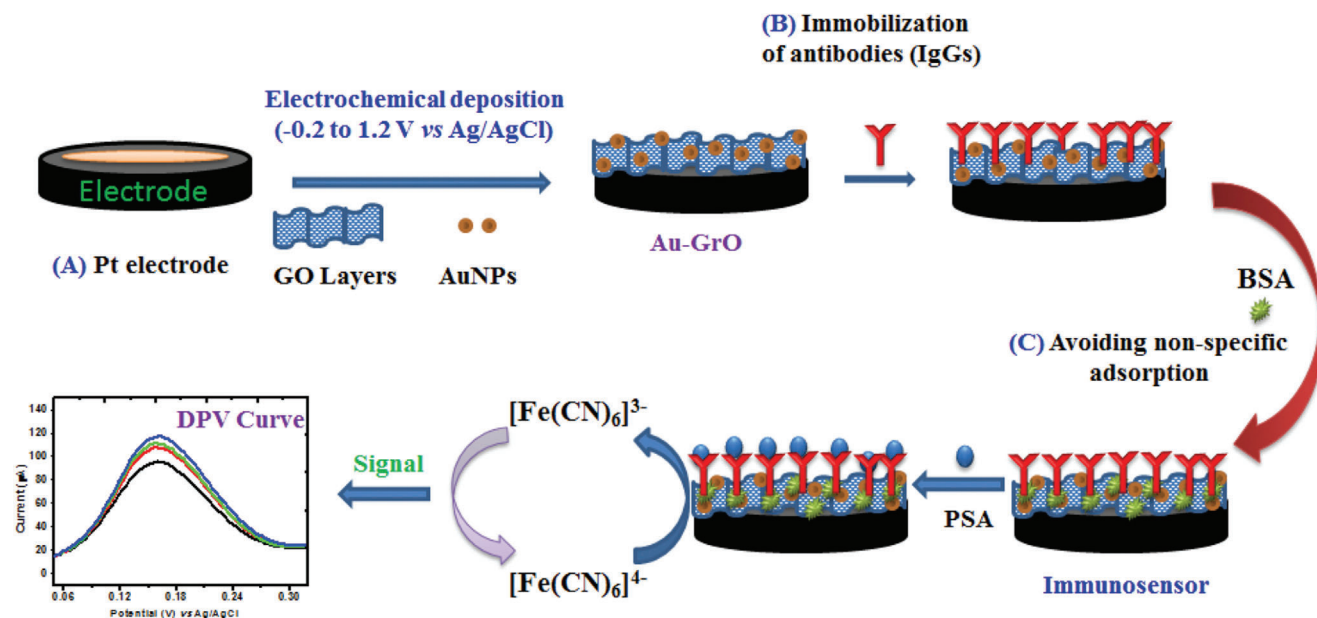 (B) Immobilization
of antibodies (IgGs)
Electrochemical deposition
(-0.2 to 1.2 V vs Ag/AgCl)
Electrode
(A) Pt electrode
GO Layers
AuNPs
Au-GrO
BSA
(C) Avoiding non-specific
adsorption
PSA
Immunosensor
[Fe(CN)6]3-
[Fe(CN)6]4-
Signal
DPV Curve
Current (µA)
140
120
100
80
60
40
20
0
0.06
0.12
0.18
0.24
0.30
Potential (V) vs Ag/AgCl